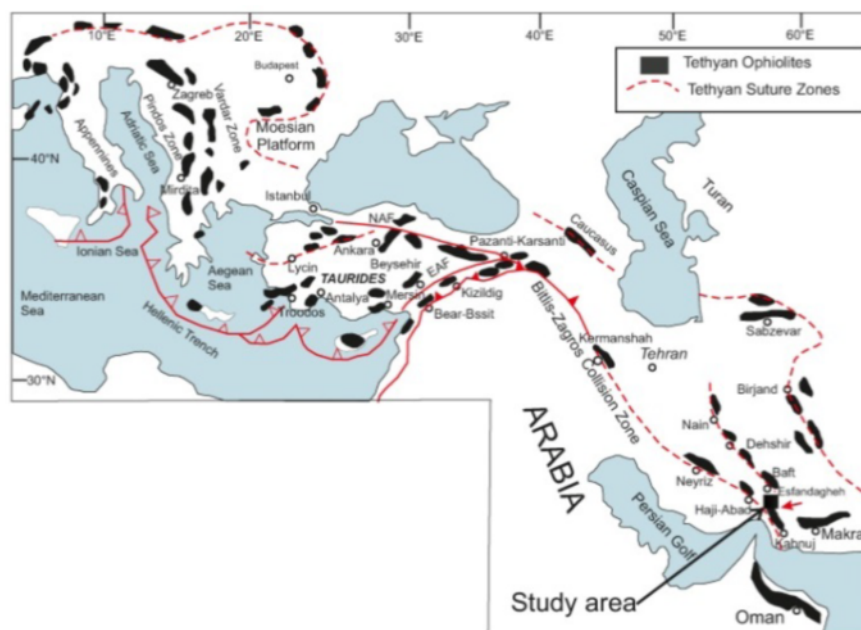 10°E
20°E
30°E
40°E
50°E
60°E
Tethyan Ophiolites
Tethyan Suture Zones
Budapest
Zagreb
Pindos Zone
Vardar Zone
Adriatic Sea
Appennines
Moesian
Platform
40°N
Mirdita
Istanbul
Caspian Sea
Turan
Ionian Sea
NAF
Caucasus
Pazanti-Karsanti
Ankara
Aegean
Sea
Lycin
Beysehir
EAF
TAURIDES
Kizildig
Mediterranean
Sea
Antalya
Mersin
Troodos
Bear-Bssit
Hellenic Trench
Bitlis-Zagros Collision Zone
Kermanshah
Tehran
Sabzevar
30°N
Birjand
Nain
Dehshir
ARABIA
Neyriz
Baft
Esfandagheh
Haji-Abad
Kahnuj
Makra
Persian Golf
Study area
Oman